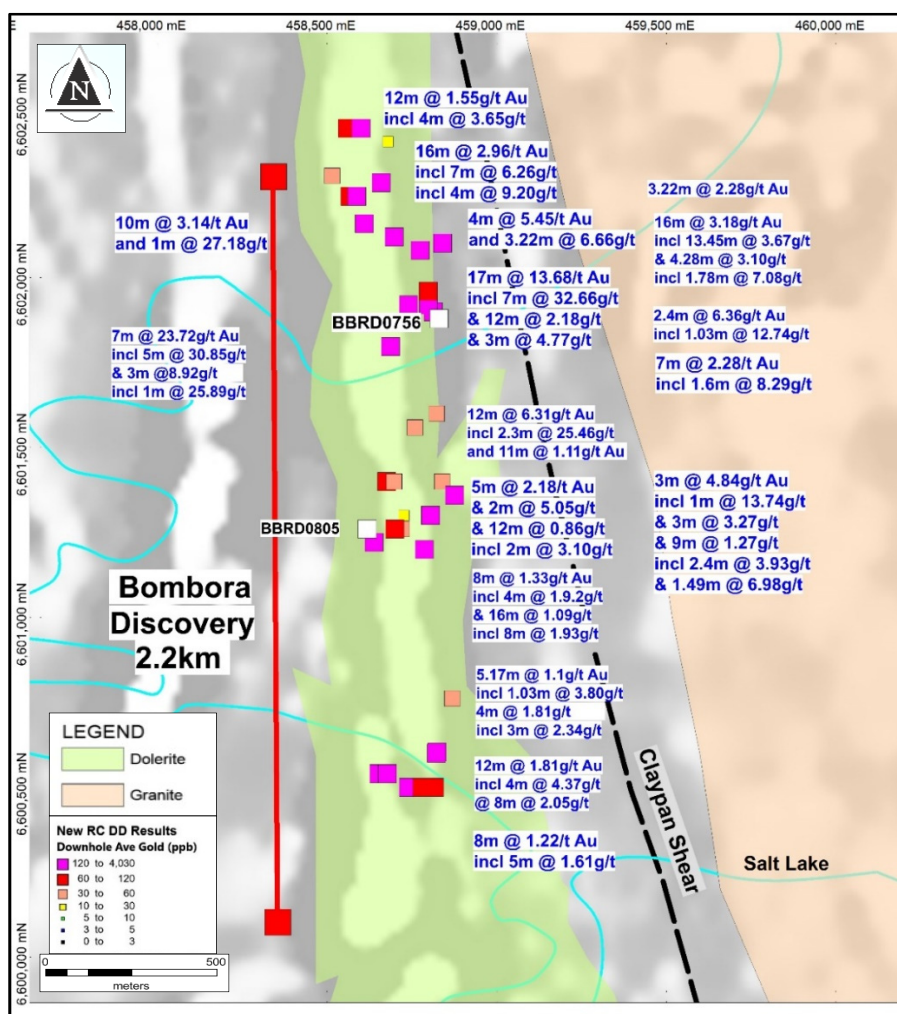 458,000 mE
458,500 mE
459,000 mE
459,500 mE
460,000 mE
E
6,602,500 mN
6,602,000 mN
6,601,500 mN
6,601,000 mN
6,600,500 mN
6,600,000 mN
N
12m @ 1.55g/t Au
incl 4m @ 3.65g/t
16m @ 2.96/t Au
incl 7m @ 6.26g/t
incl 4m @ 9.20g/t
10m @ 3.14/t Au
and 1m @ 27.18g/t
4m @ 5.45/t Au
and 3.22m @ 6.66g/t
3.22m @ 2.28g/t Au
16m @ 3.18g/t Au
incl 13.45m @ 3.67g/t
& 4.28m @ 3.10g/t
incl 1.78m @ 7.08g/t
17m @ 13.68/t Au
incl 7m @ 32.66g/t
& 12m @ 2.18g/t
& 3m @ 4.77g/t
BBRD0756
2.4m @ 6.36g/t Au
incl 1.03m @ 12.74g/t
7m @ 23.72g/t Au
incl 5m @ 30.85g/t
& 3m @8.92g/t
incl 1m @ 25.89g/t
7m @ 2.28/t Au
incl 1.6m @ 8.29g/t
12m @ 6.31g/t Au
incl 2.3m @ 25.46g/t
and 11m @ 1.11g/t Au
5m @ 2.18/t Au
& 2m @ 5.05g/t
& 12m @ 0.86g/t
incl 2m @ 3.10g/t
3m @ 4.84g/t Au
incl 1m @ 13.74g/t
& 3m @ 3.27g/t
& 9m @ 1.27g/t
incl 2.4m @ 3.93g/t
& 1.49m @ 6.98g/t
BBRD0805
8m @ 1.33g/t Au
incl 4m @ 1.9.2g/t
& 16m @ 1.09g/t
incl 8m @ 1.93g/t
Bombora
Discovery
2.2km
5.17m @ 1.1g/t Au
incl 1.03m @ 3.80g/t
4m @ 1.81g/t
incl 3m @ 2.34g/t
12m @ 1.81g/t Au
incl 4m @ 4.37g/t
@ 8m @ 2.05g/t
8m @ 1.22/t Au
incl 5m @ 1.61g/t
Claypan Shear
Salt Lake
LEGEND
Dolerite
Granite
New RC DD Results
Downhole Ave Gold (ppb)
120 to 4,030
60 to 120
30 to 60
10 to 30
5 to 10
3 to 5
0 to 3
0 500
meters